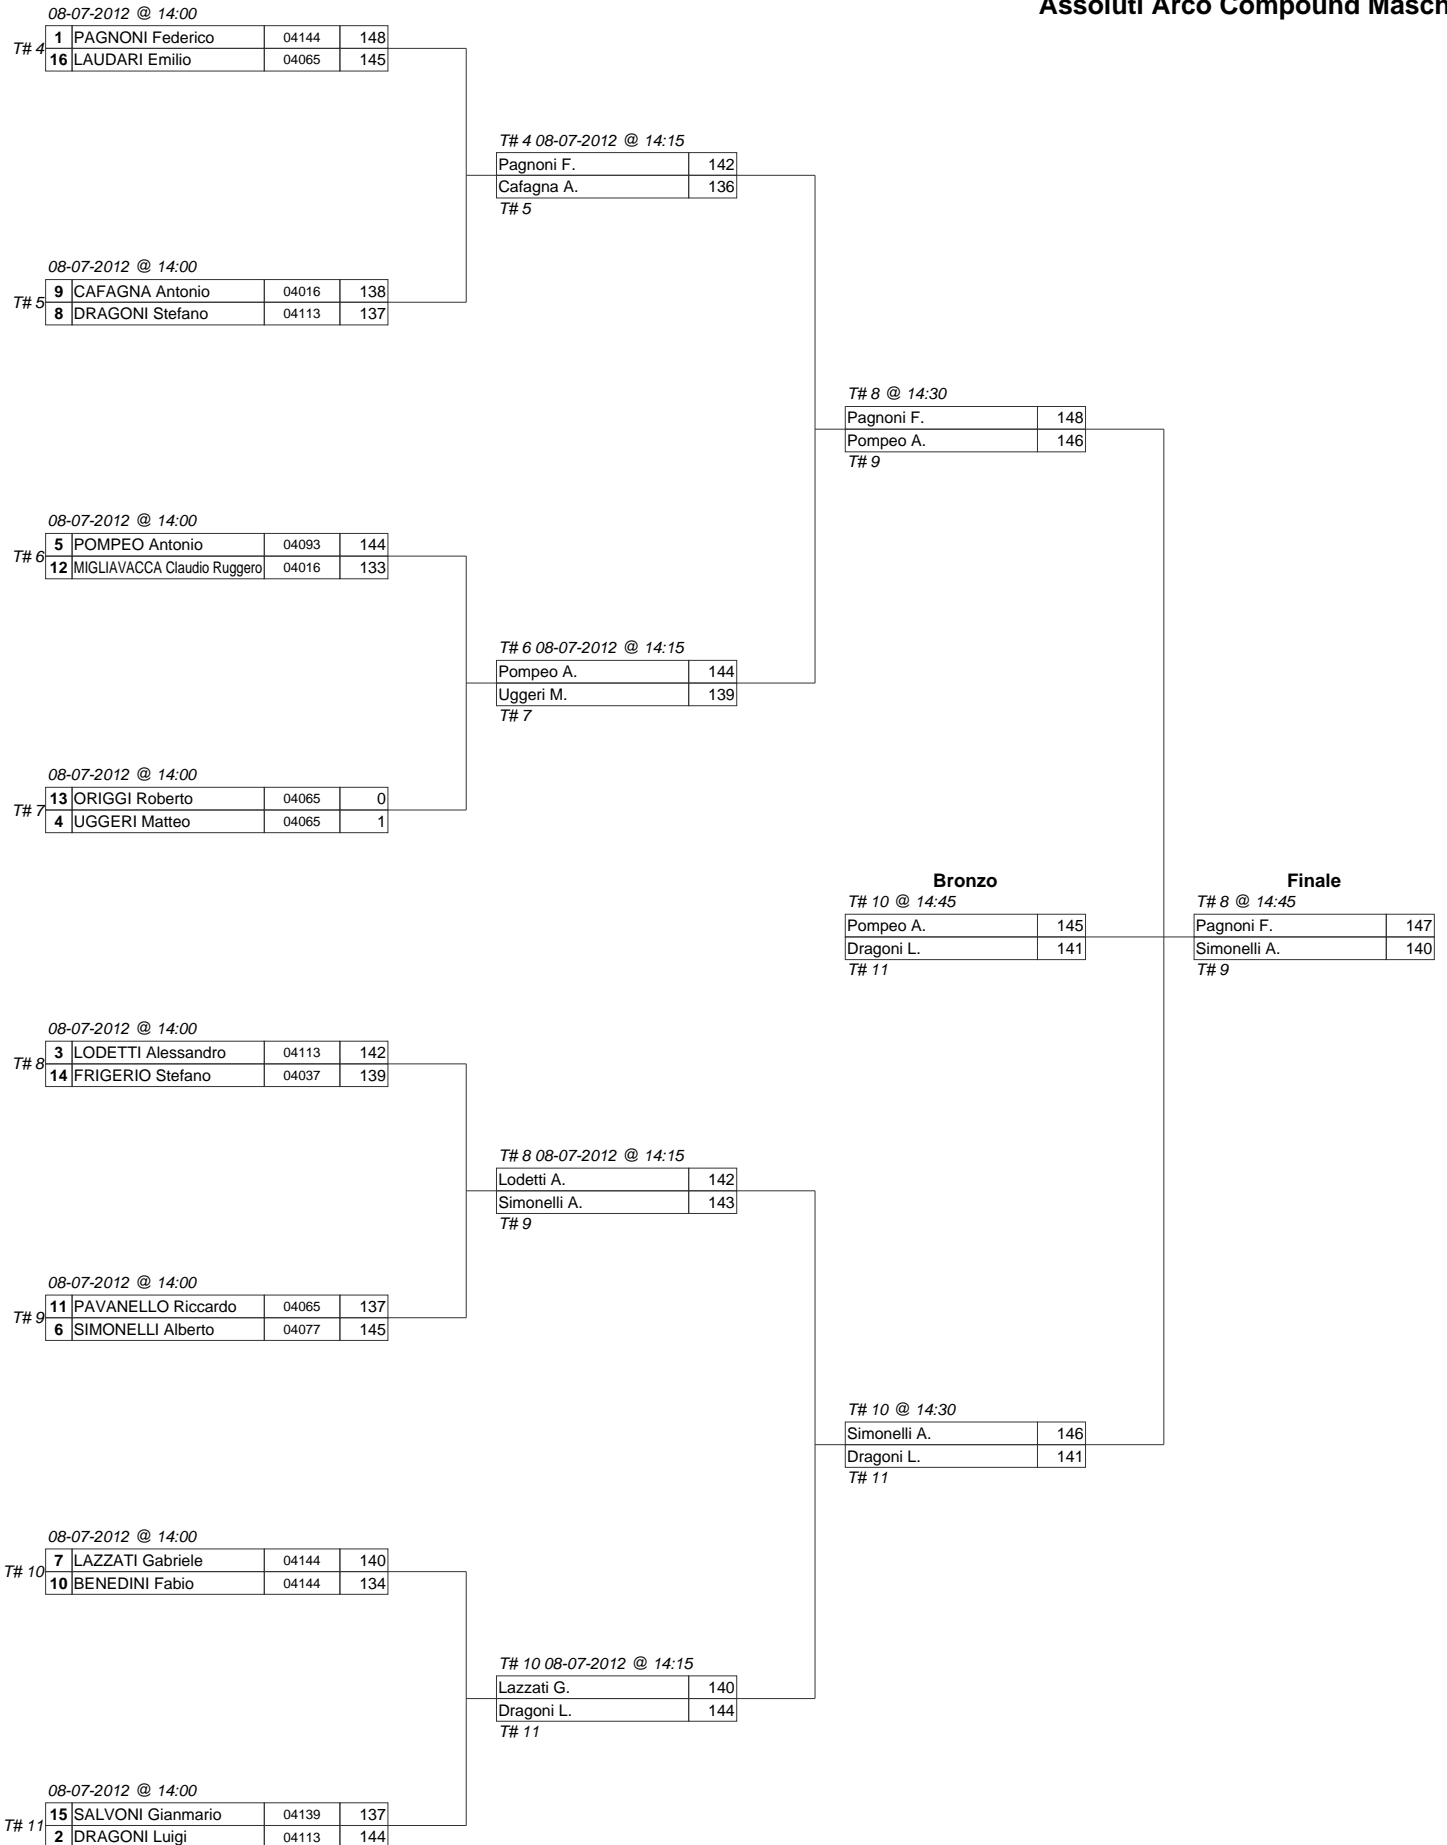 Assoluti Arco Compound Masch
08-07-2012 @ 14:00
T# 4
1 PAGNONI Federico 04144 148
16 LAUDARI Emilio 04065 145
T# 4 08-07-2012 @ 14:15
Pagnoni F. 142
Cafagna A. 136
T# 5
08-07-2012 @ 14:00
T# 5
9 CAFAGNA Antonio 04016 138
8 DRAGONI Stefano 04113 137
T# 8 @ 14:30
Pagnoni F. 148
Pompeo A. 146
T# 9
08-07-2012 @ 14:00
T# 6
5 POMPEO Antonio 04093 144
12 MIGLIAVACCA Claudio Ruggero 04016 133
T# 6 08-07-2012 @ 14:15
Pompeo A. 144
Uggeri M. 139
T# 7
08-07-2012 @ 14:00
T# 7
13 ORIGGI Roberto 04065 0
4 UGGERI Matteo 04065 1
Bronzo
T# 10 @ 14:45
Pompeo A. 145
Dragoni L. 141
T# 11
Finale
T# 8 @ 14:45
Pagnoni F. 147
Simonelli A. 140
T# 9
08-07-2012 @ 14:00
T# 8
3 LODETTI Alessandro 04113 142
14 FRIGERIO Stefano 04037 139
T# 8 08-07-2012 @ 14:15
Lodetti A. 142
Simonelli A. 143
T# 9
08-07-2012 @ 14:00
T# 9
11 PAVANELLO Riccardo 04065 137
6 SIMONELLI Alberto 04077 145
T# 10 @ 14:30
Simonelli A. 146
Dragoni L. 141
T# 11
08-07-2012 @ 14:00
T# 10
7 LAZZATI Gabriele 04144 140
10 BENEDINI Fabio 04144 134
T# 10 08-07-2012 @ 14:15
Lazzati G. 140
Dragoni L. 144
T# 11
08-07-2012 @ 14:00
T# 11
15 SALVONI Gianmario 04139 137
2 DRAGONI Luigi 04113 144